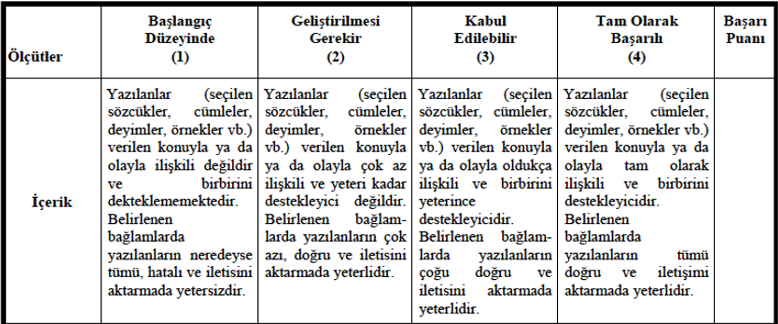 Ölçütler
Başlangıç
Düzeyinde
(1)
Geliştirilmesi
Gerekir
(2)
Kabul
Edilebilir
(3)
Tam Olarak
Başarılı
(4)
Başarı
Puanı
İçerik
Yazılanlar (seçilen
sözcükler, cümleler,
deyimler, örnekler vb.)
verilen konuyla ya da
olayla ilişkili değildir
ve birbirini
dekteklememektedir.
Belirlenen
bağlamlarda
yazılanların neredeyse
tümü, hatalı ve iletisini
aktarmada yetersizdir.
Yazılanlar (seçilen
sözcükler, cümleler,
deyimler, örnekler
vb.) verilen konuyla
ya da olayla çok az
ilişkili ve yeteri kadar
destekleyici değildir.
Belirlenen bağlam-
larda yazılanların çok
azı, doğru ve iletisini
aktarmada yeterlidir.
Yazılanlar (seçilen
sözcükler, cümleler,
deyimler, örnekler
vb.) verilen konuyla
ya da olayla oldukça
ilişkili ve birbirini
yeterince
destekleyicidir.
Belirlenen bağlam-
larda yazılanların
çoğu doğru ve
iletisini aktarmada
yeterlidir.
Yazılanlar (seçilen
sözcükler, cümleler,
deyimler, örnekler vb.)
verilen konuyla ya da
olayla tam olarak
ilişkili ve birbirini
destekleyicidir.
Belirlenen
bağlamlarda
yazılanların tümü
doğru ve iletişimi
aktarmada yeterlidir.